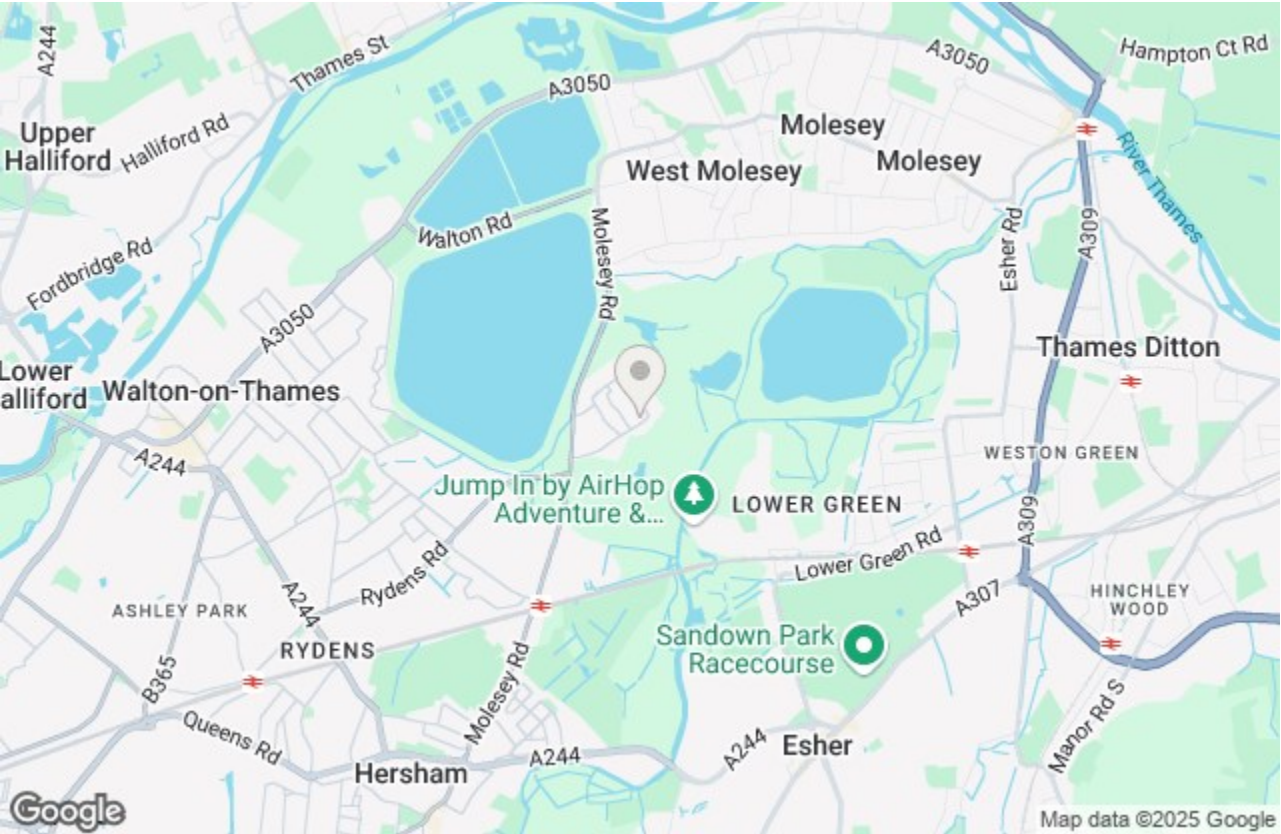 A244
Thames St
A3050
A3050
Hampton Ct Rd
Upper
Halliford
Halliford Rd
Molesey
Molesey
West Molesey
River Thames
Walton Rd
Molesey Rd
Esher Rd
A309
Fordbridge Rd
A3050
Lower
alliford
Walton-on-Thames
Thames Ditton
A244
WESTON GREEN
Jump In by AirHop
Adventure &...
LOWER GREEN
A309
Rydens Rd
Lower Green Rd
A307
HINCHLEY
WOOD
ASHLEY PARK
A244
RYDENS
Sandown Park
Racecourse
B365
Molesey Rd
Queens Rd
Manor Rd S
A244
A244
Esher
Hersham
Google
Map data ©2025 Google